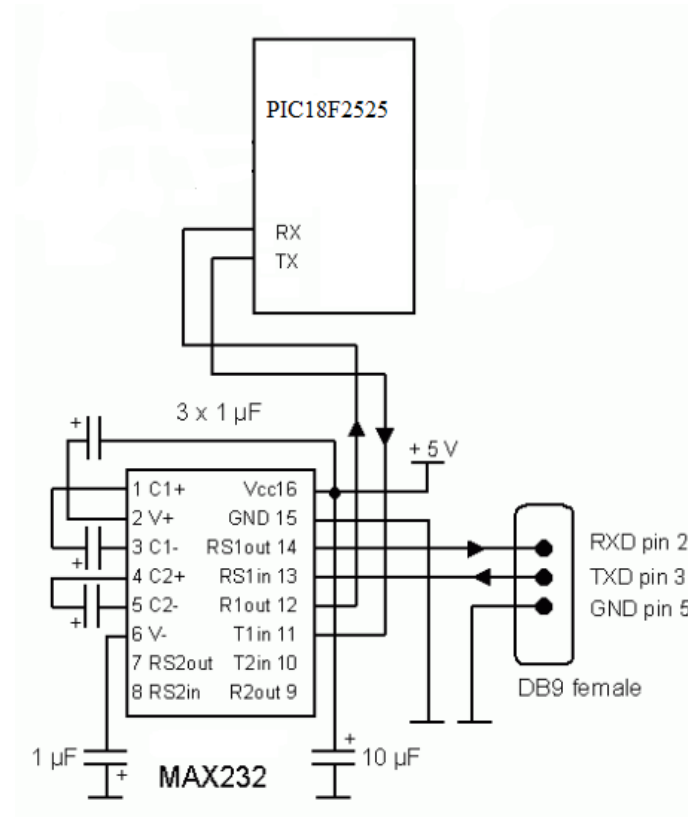 PIC18F2525
RX
TX
3 x 1 µF
+
+ 5 V
1 C1+ Vcc16
2 V+ GND 15
3 C1- RS1out 14
+
4 C2+ RS1in 13
5 C2- R1out 12
+
6 V- T1in 11
7 RS2out T2in 10
8 RS2in R2out 9
RXD pin 2
TXD pin 3
GND pin 5
DB9 female
1 µF
+
MAX232
+
10 µF